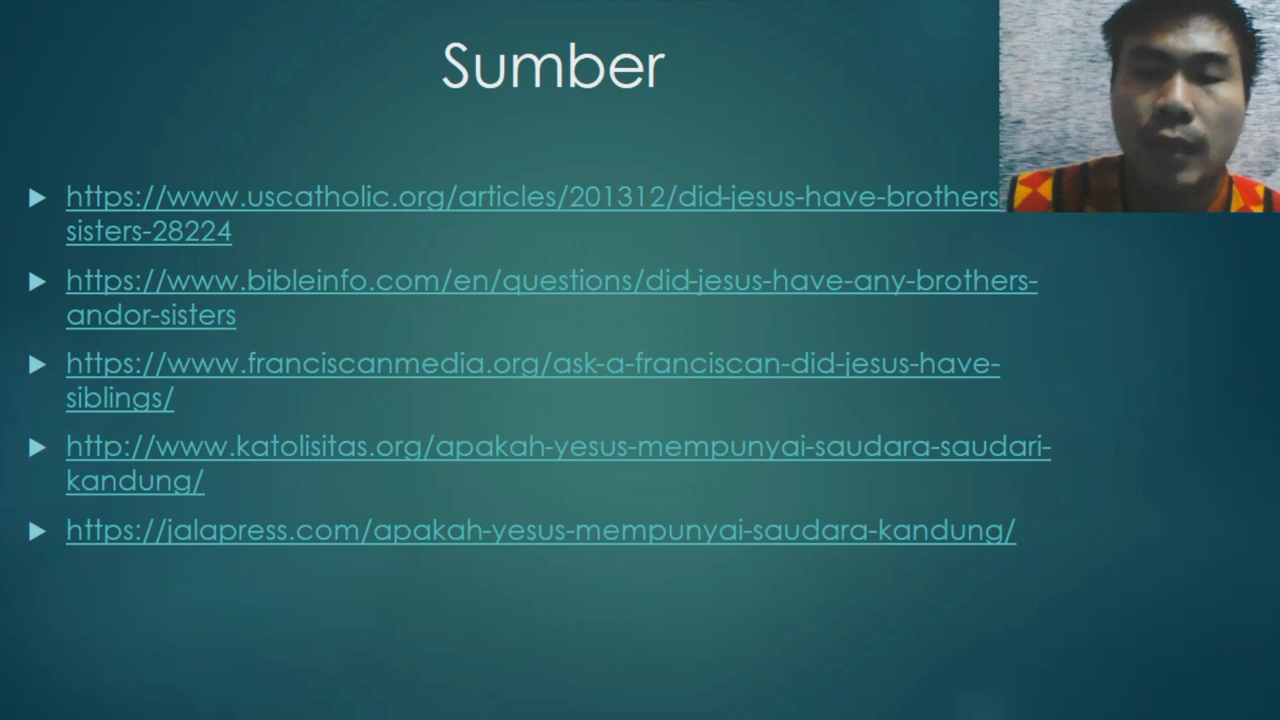 Sumber
https://www.uscatholic.org/articles/201312/did-jesus-have-brothers
sisters-28224
https://www.bibleinfo.com/en/questions/did-jesus-have-any-brothers-
andor-sisters
https://www.franciscanmedia.org/ask-a-franciscan-did-jesus-have-
siblings/
http://www.katolisitas.org/apakah-yesus-mempunyai-saudara-saudari-
kandung/
https://jalapress.com/apakah-yesus-mempunyai-saudara-kandung/